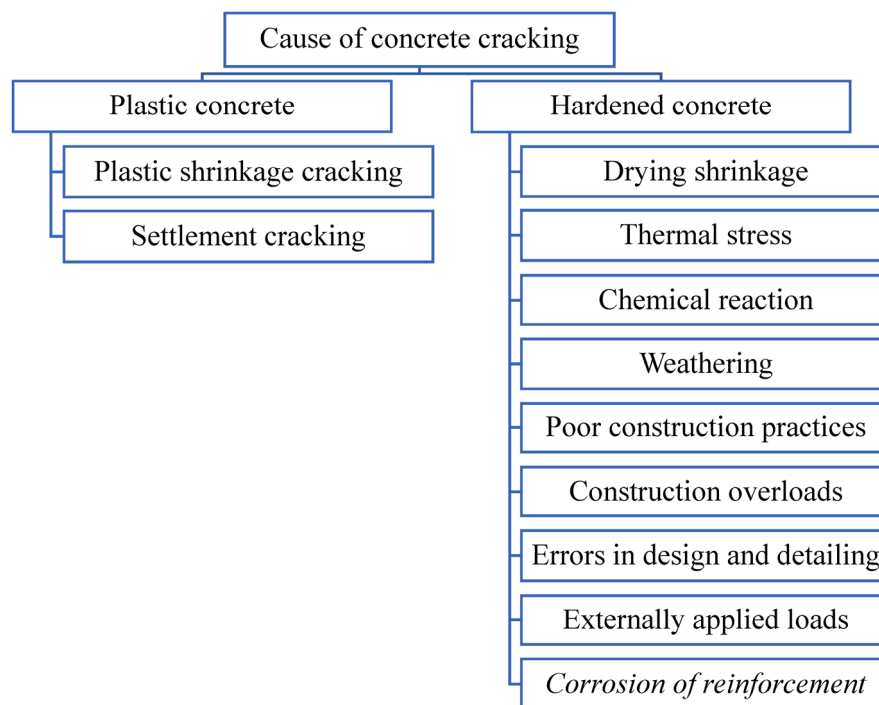 Cause of concrete cracking
Plastic concrete
Plastic shrinkage cracking
Settlement cracking
Hardened concrete
Drying shrinkage
Thermal stress
Chemical reaction
Weathering
Poor construction practices
Construction overloads
Errors in design and detailing
Externally applied loads
Corrosion of reinforcement